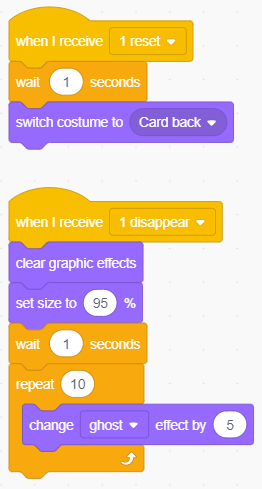 when I receive 1 reset
wait 1 seconds
switch costume to Card back
when I receive 1 disappear
clear graphic effects
set size to 95 %
wait 1 seconds
repeat 10
change ghost effect by 5